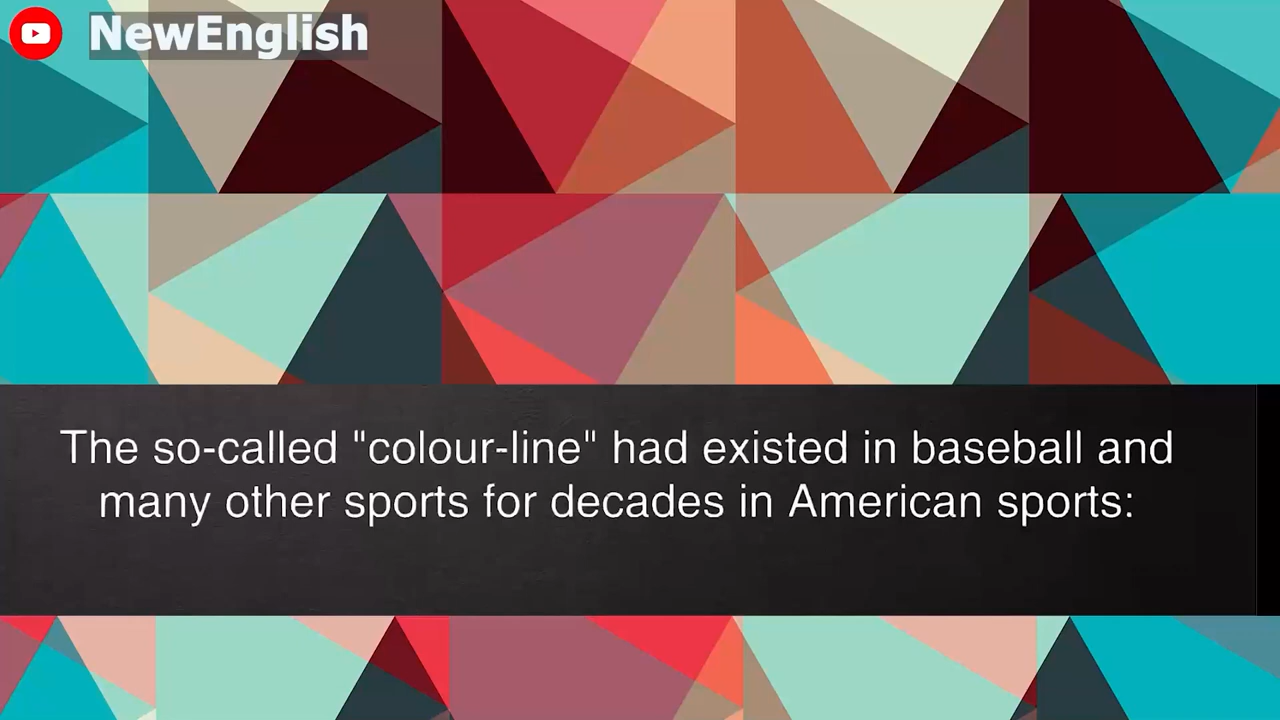 NewEnglish
The so-called "colour-line" had existed in baseball and
many other sports for decades in American sports: